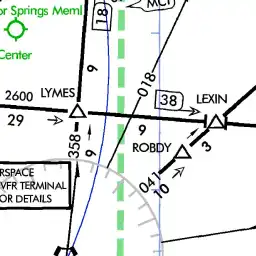 or Springs Meml
Center
MCI
18
9
018
2600
LYMES
38
LEXIN
29
9
358
9
ROBDY
3
041
10
RSPACE
VFR TERMINAL
OR DETAILS